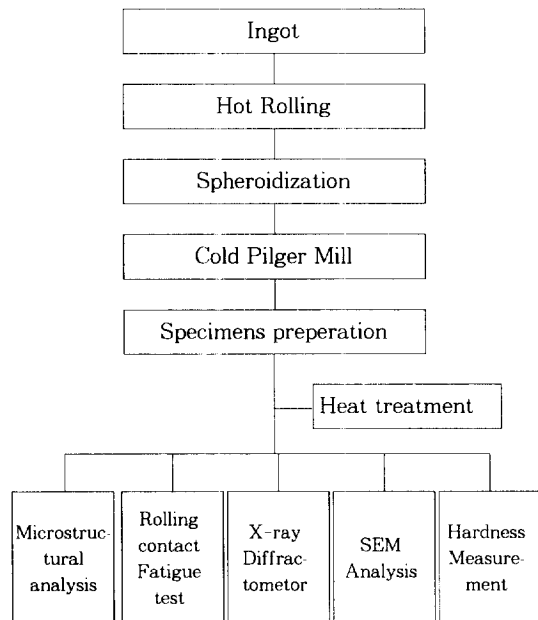 Ingot
Hot Rolling
Spheroidization
Cold Pilger Mill
Specimens preperation
Heat treatment
Microstruc-
tural
analysis
Rolling
contact
Fatigue
test
X-ray
Diffrac-
tometor
SEM
Analysis
Hardness
Measure-
ment